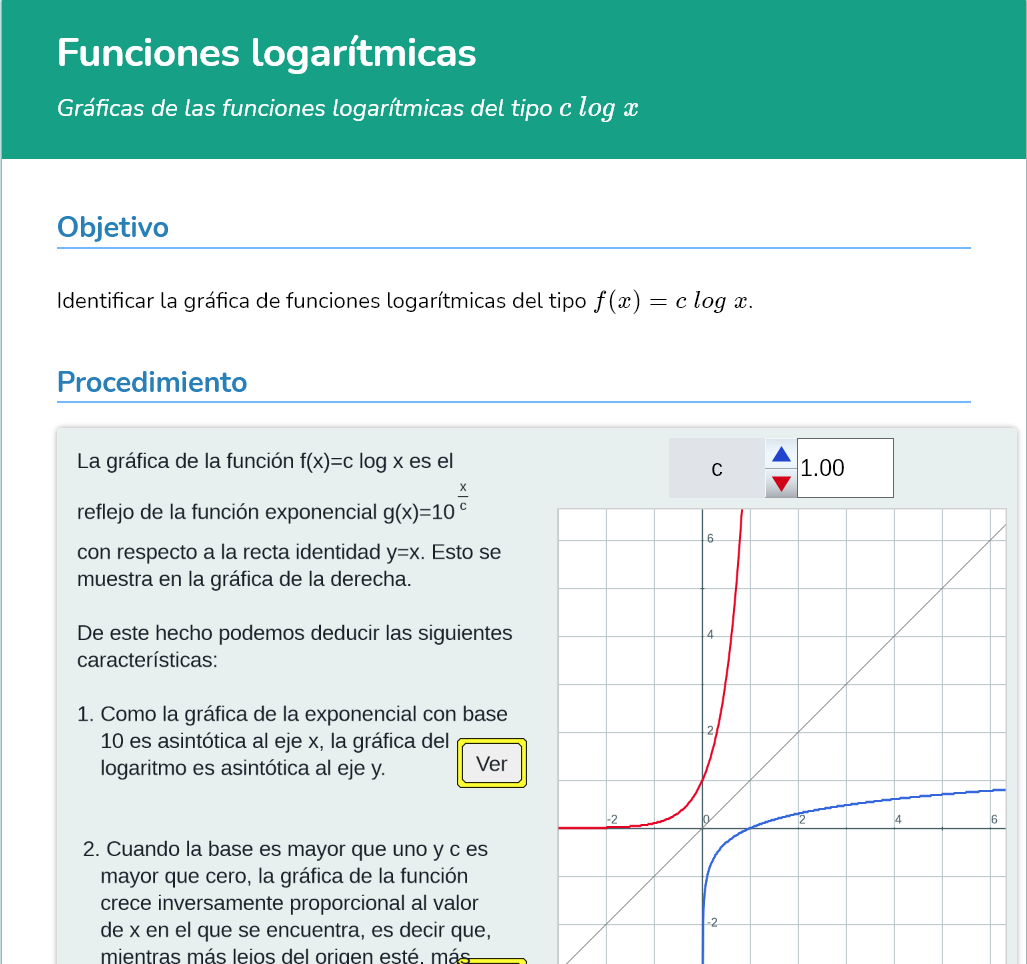 Funciones logarítmicas
Gráficas de las funciones logarítmicas del tipo c log x
Objetivo
Identificar la gráfica de funciones logarítmicas del tipo f(x) = c log x.
Procedimiento
La gráfica de la función f(x)=c log x es el
reflejo de la función exponencial g(x)=10^(x/c)
con respecto a la recta identidad y=x. Esto se
muestra en la gráfica de la derecha.
De este hecho podemos deducir las siguientes
características:
1. Como la gráfica de la exponencial con base
10 es asintótica al eje x, la gráfica del
logaritmo es asintótica al eje y.
Ver
2. Cuando la base es mayor que uno y c es
mayor que cero, la gráfica de la función
crece inversamente proporcional al valor
de x en el que se encuentra, es decir que,
mientras más lejos del origen esté, más
c
1.00
6
4
2
-2
0
2
4
6
-2